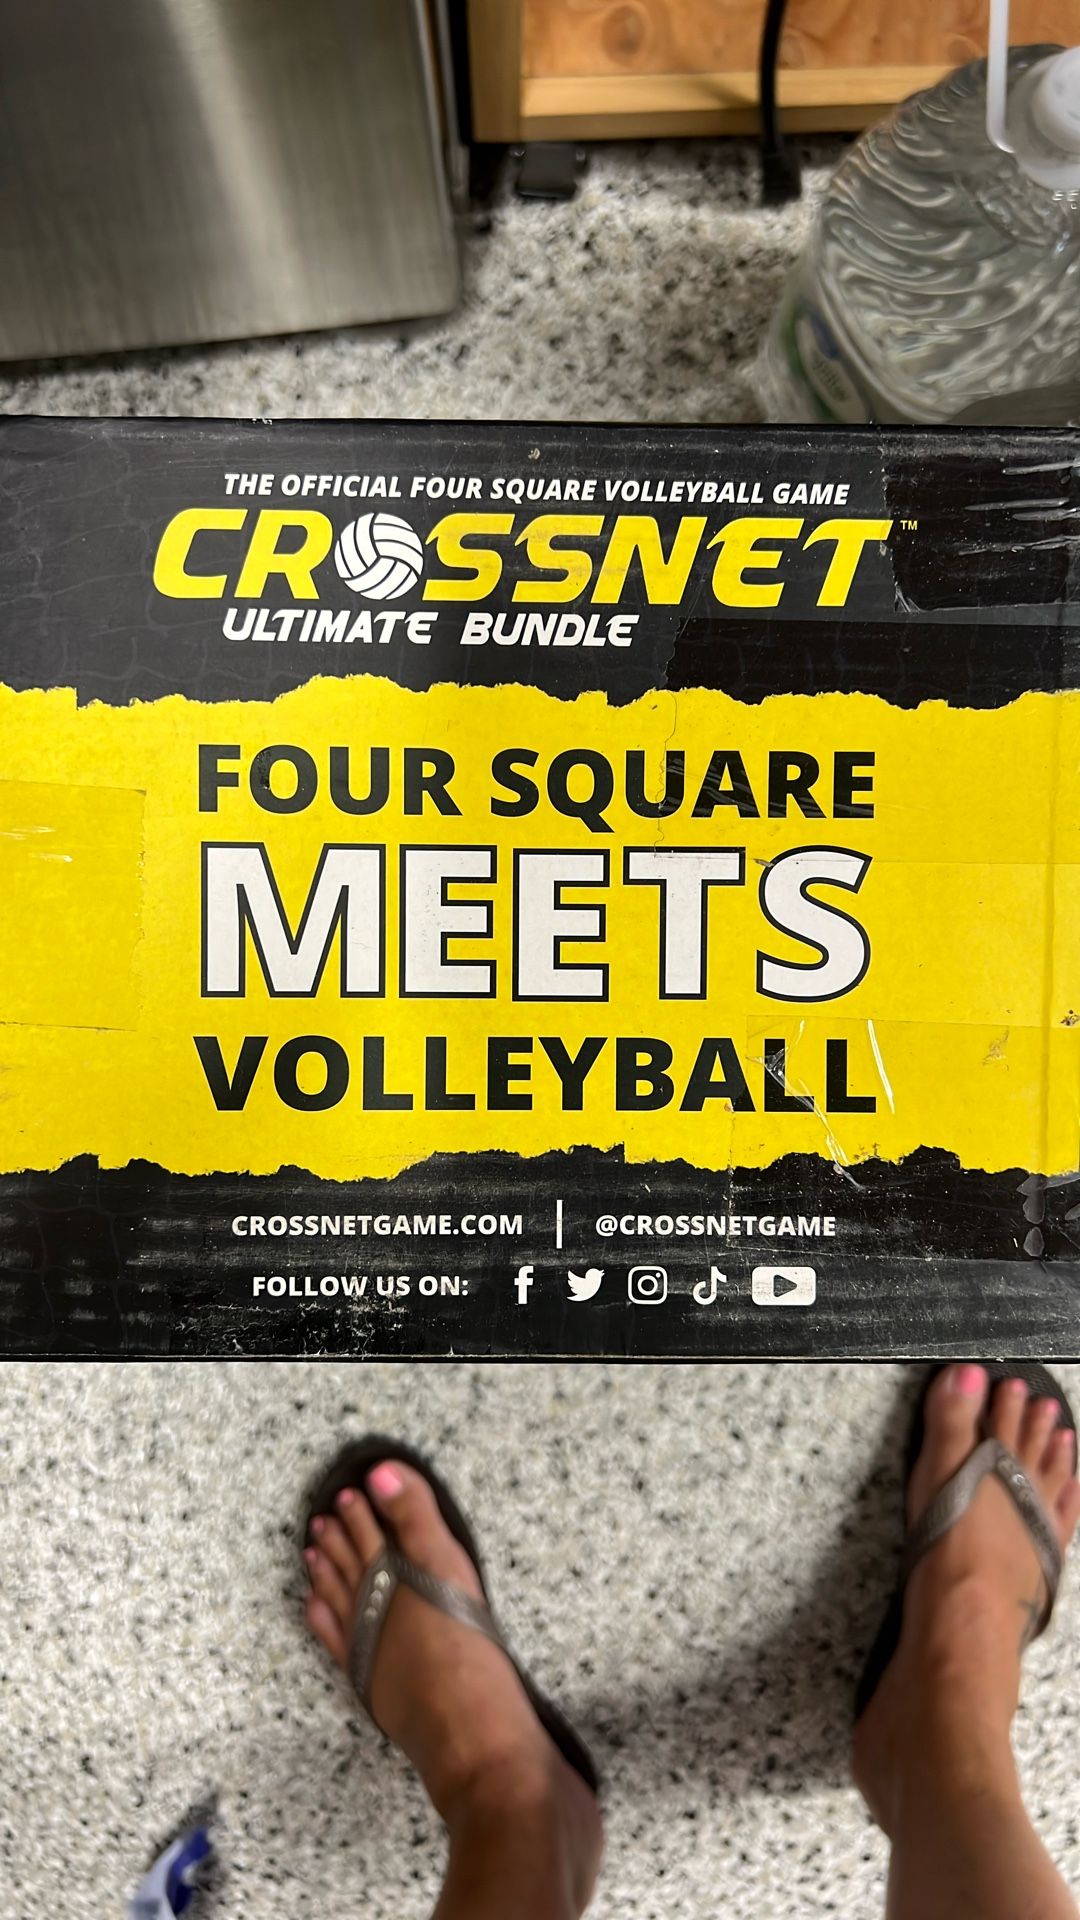 THE OFFICIAL FOUR SQUARE VOLLEYBALL GAME
CROSSNET™
ULTIMATE BUNDLE
FOUR SQUARE
MEETS
VOLLEYBALL
CROSSNETGAME.COM | @CROSSNETGAME
FOLLOW US ON: